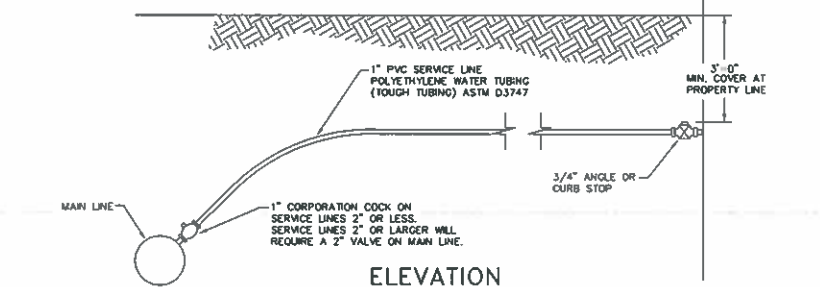 1" PVC SERVICE LINE
POLYETHYLENE WATER TUBING
(TOUGH TUBING) ASTM D3747
3'-0"
MIN. COVER AT
PROPERTY LINE
3/4" ANGLE OR
CURB STOP
MAIN LINE
1" CORPORATION COCK ON
SERVICE LINES 2" OR LESS.
SERVICE LINES 2" OR LARGER WILL
REQUIRE A 2" VALVE ON MAIN LINE.
ELEVATION